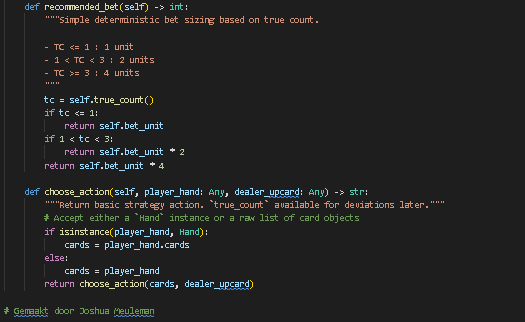 def recommended_bet(self) -> int:
"""Simple deterministic bet sizing based on true count.
- TC <= 1 : 1 unit
- 1 < TC < 3 : 2 units
- TC >= 3 : 4 units
"""
tc = self.true_count()
if tc <= 1:
return self.bet_unit
if 1 < tc < 3:
return self.bet_unit * 2
return self.bet_unit * 4
def choose_action(self, player_hand: Any, dealer_upcard: Any) -> str:
"""Return basic strategy action. `true_count` available for deviations later."""
# Accept either a `Hand` instance or a raw list of card objects
if isinstance(player_hand, Hand):
cards = player_hand.cards
else:
cards = player_hand
return choose_action(cards, dealer_upcard)
# Gemaakt door Joshua Meuleman